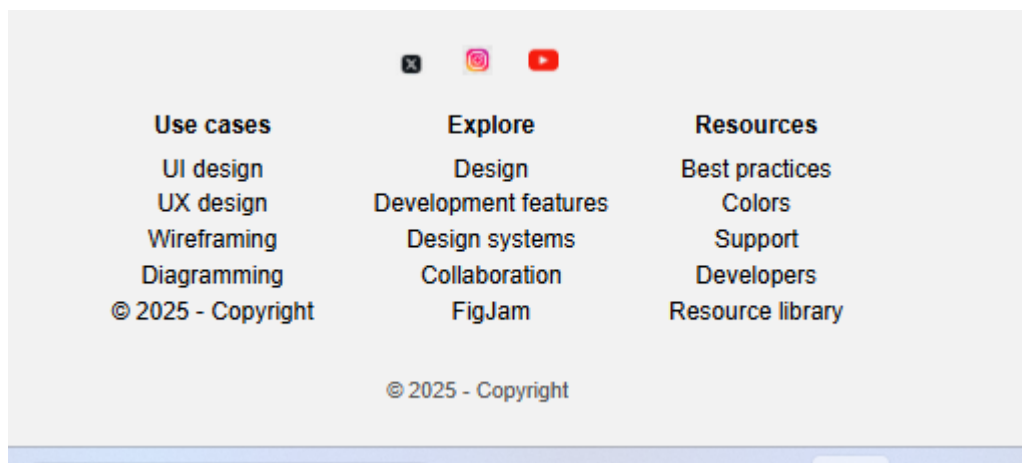 Use cases
UI design
UX design
Wireframing
Diagramming
© 2025 - Copyright
Explore
Design
Development features
Design systems
Collaboration
FigJam
Resources
Best practices
Colors
Support
Developers
Resource library
© 2025 - Copyright